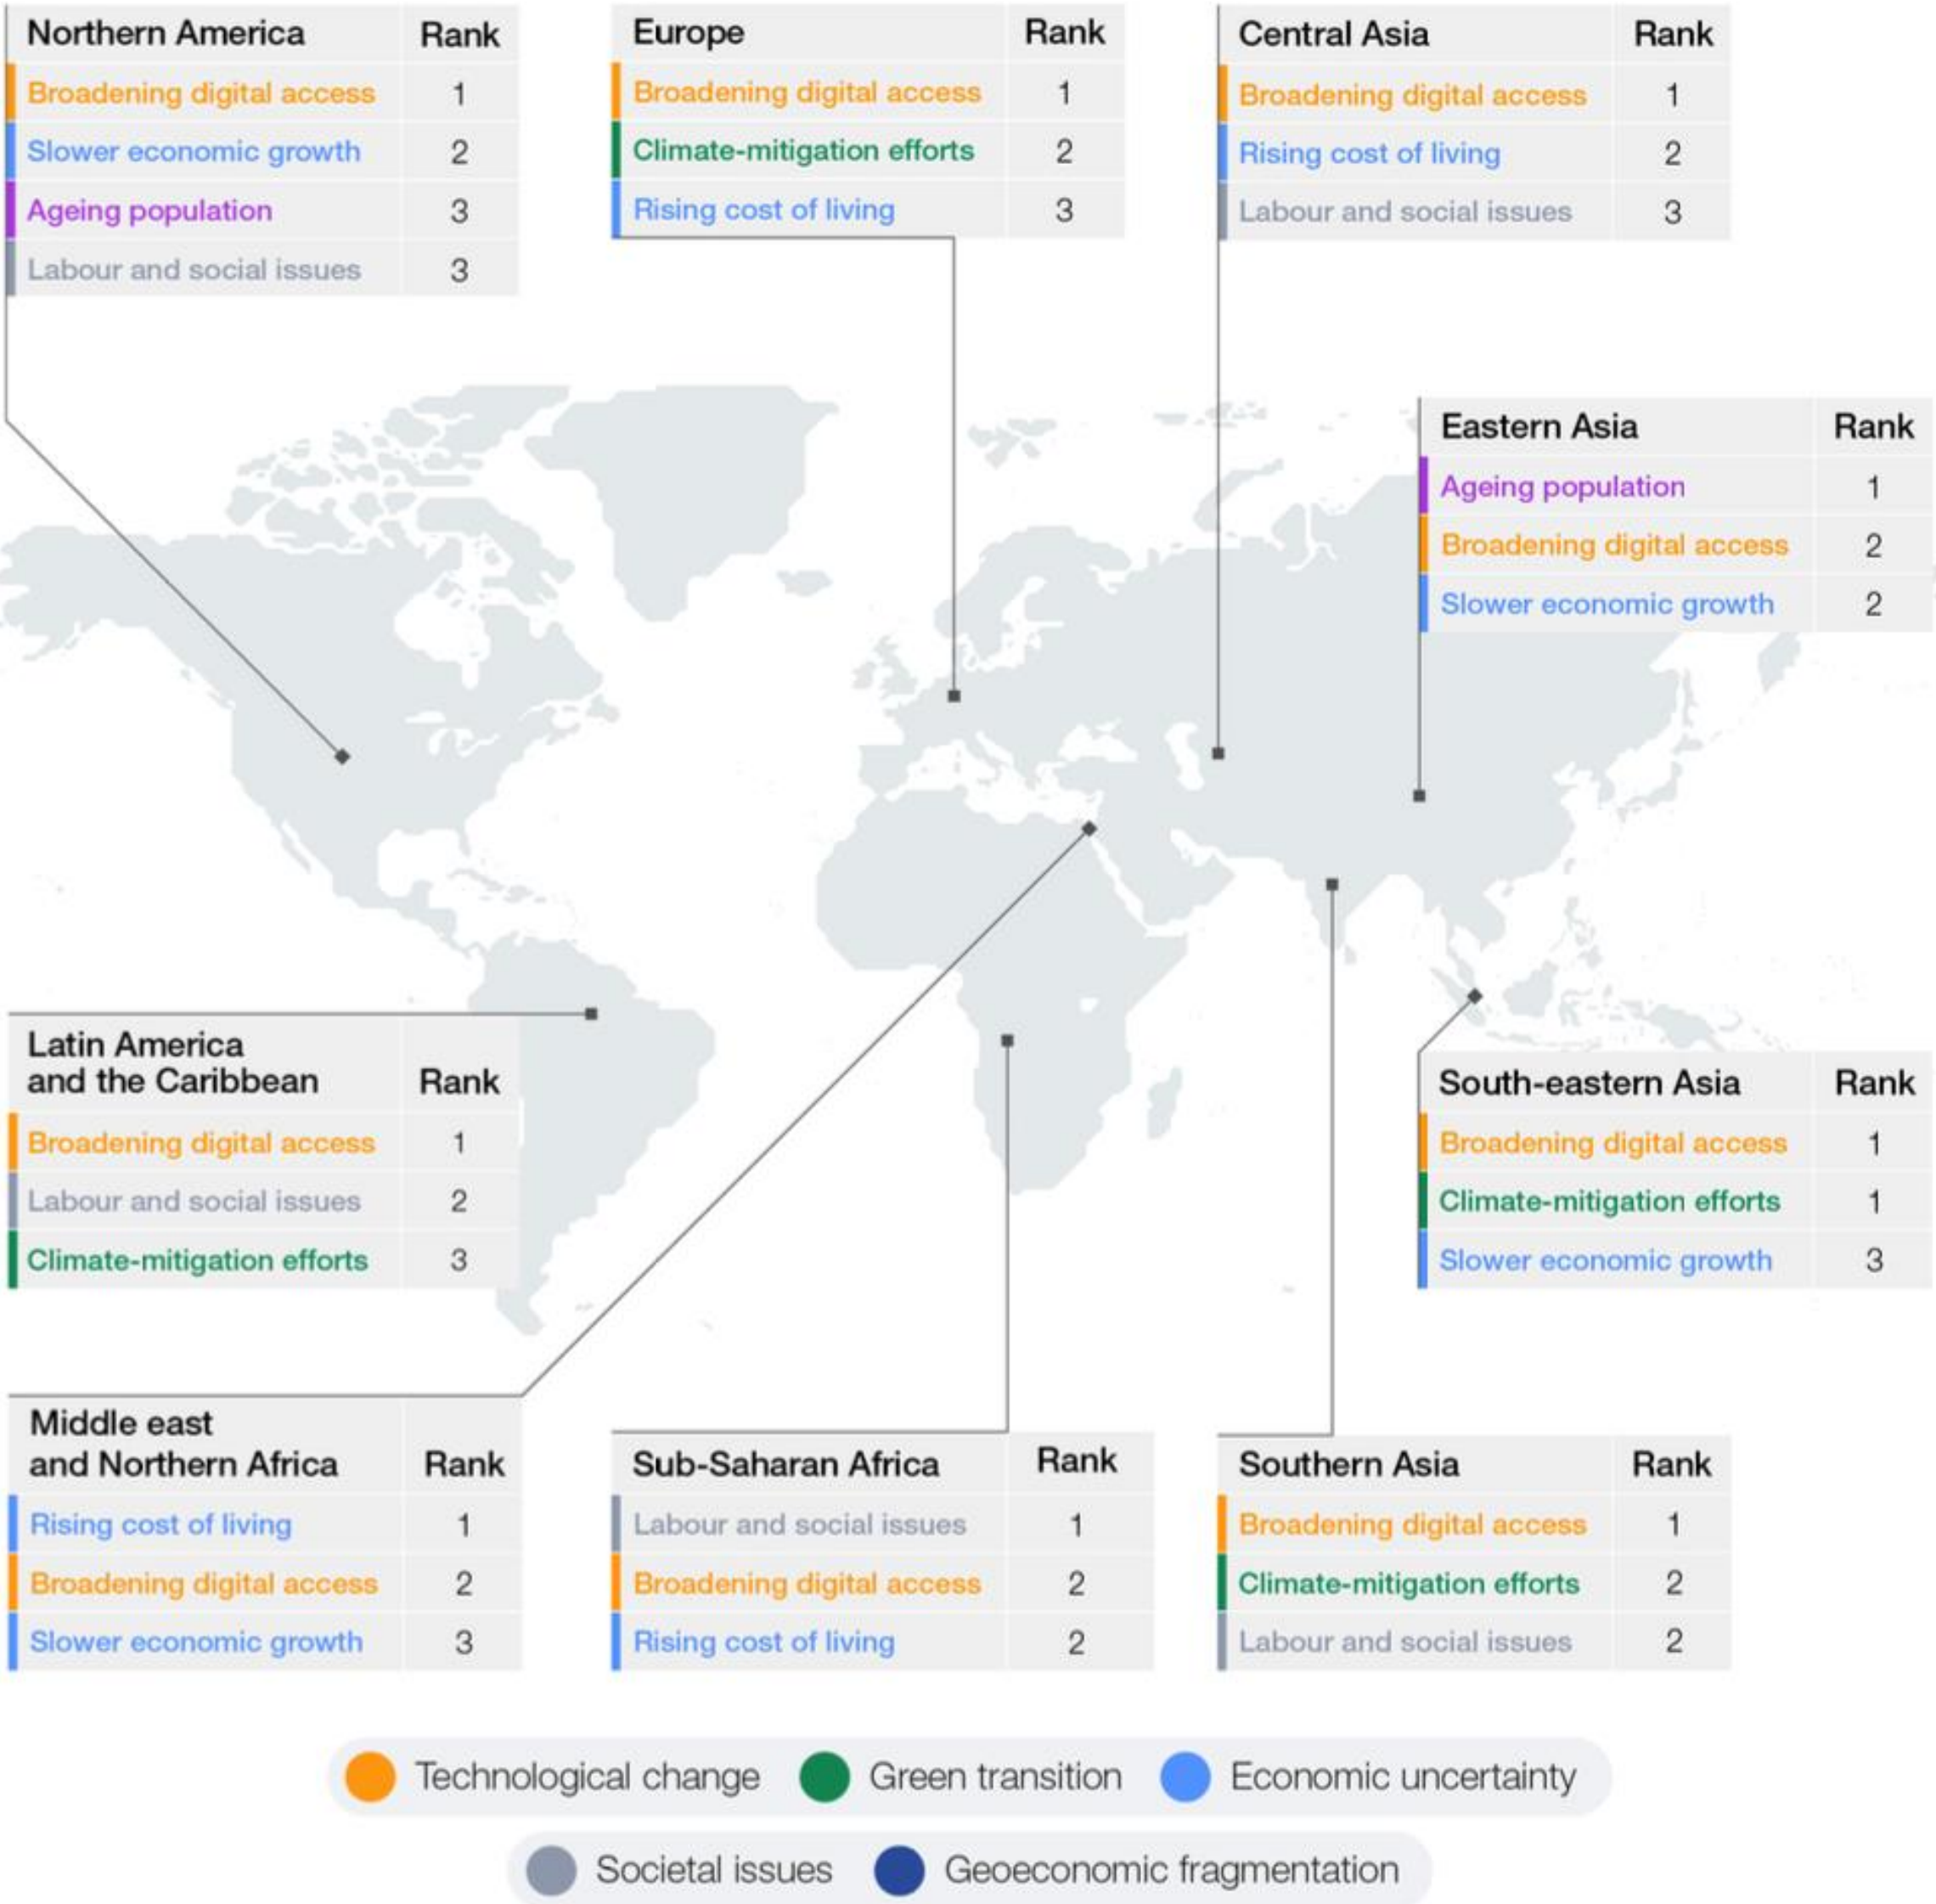 Northern America Rank
Broadening digital access 1
Slower economic growth 2
Ageing population 3
Labour and social issues 3
Europe Rank
Broadening digital access 1
Climate-mitigation efforts 2
Rising cost of living 3
Central Asia Rank
Broadening digital access 1
Rising cost of living 2
Labour and social issues 3
Eastern Asia Rank
Ageing population 1
Broadening digital access 2
Slower economic growth 2
Latin America
and the Caribbean Rank
Broadening digital access 1
Labour and social issues 2
Climate-mitigation efforts 3
South-eastern Asia Rank
Broadening digital access 1
Climate-mitigation efforts 1
Slower economic growth 3
Middle east
and Northern Africa Rank
Rising cost of living 1
Broadening digital access 2
Slower economic growth 3
Sub-Saharan Africa Rank
Labour and social issues 1
Broadening digital access 2
Rising cost of living 2
Southern Asia Rank
Broadening digital access 1
Climate-mitigation efforts 2
Labour and social issues 2
Technological change Green transition Economic uncertainty
Societal issues Geoeconomic fragmentation